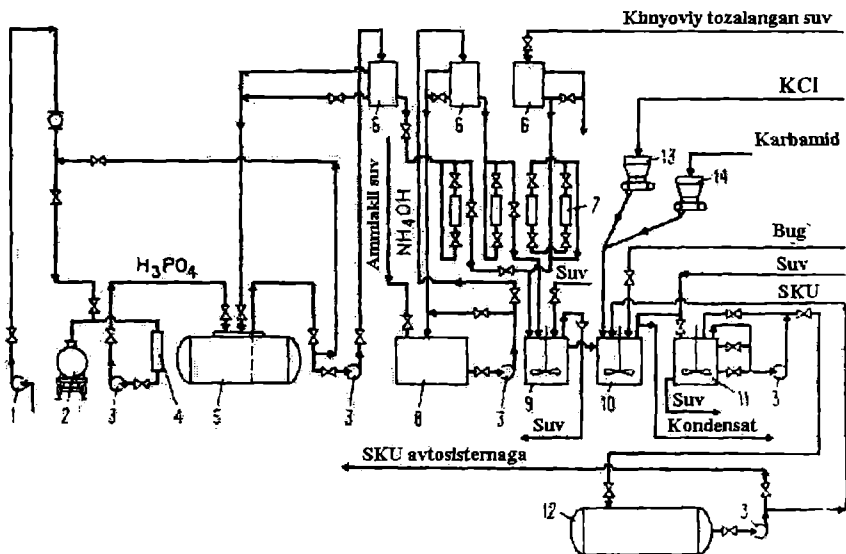 Kimyoviy tozalangan suv
KCl
6
6
6
13
Karbamid
14
Ammiakli suv
NH4OH
7
Bug`
H3PO4
Suv
Suv
SKU
1
2
3
4
5
3
8
3
9
10
11
3
Suv
Suv
Kondensat
SKU avtosisternaga
12
3